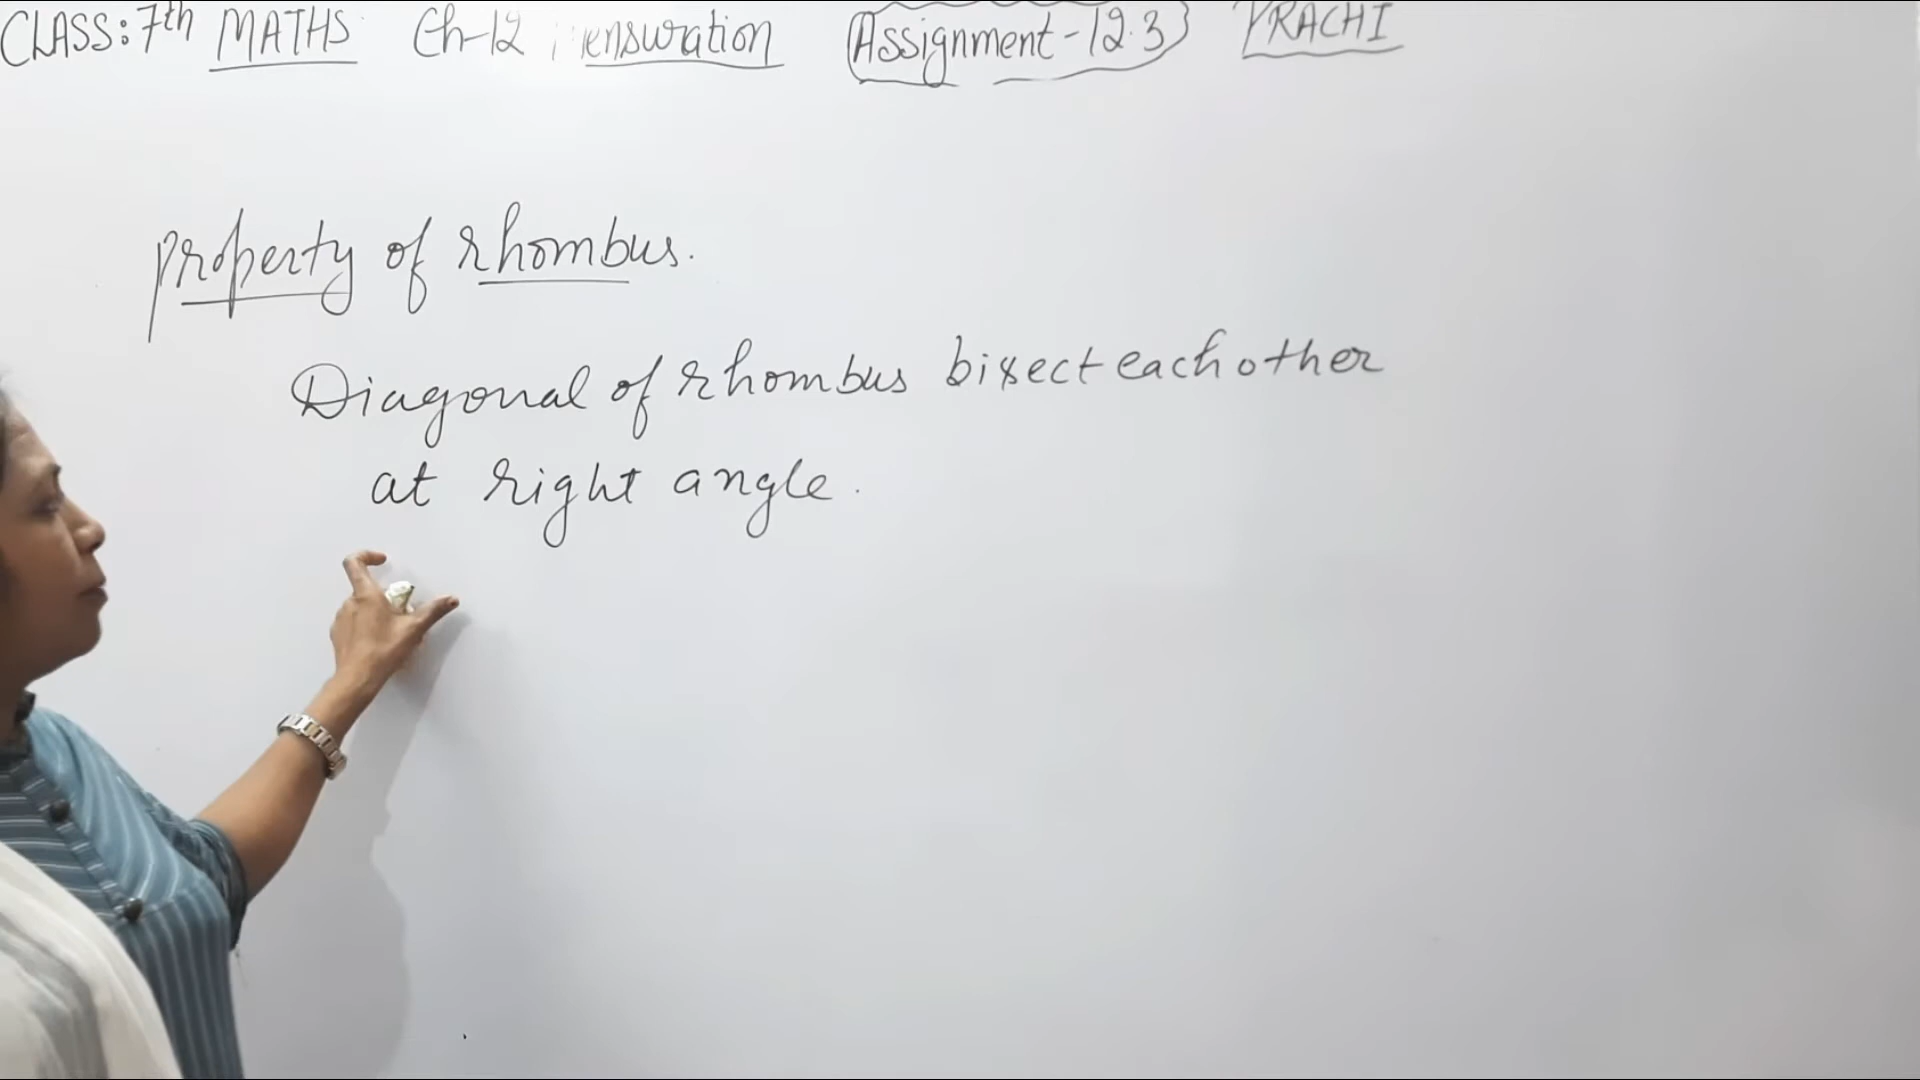 CLASS: 7th MATHS Ch-12 Mensuration Assignment-12.3 PRACHI
Property of rhombus.
Diagonal of rhombus bisect each other
at right angle.